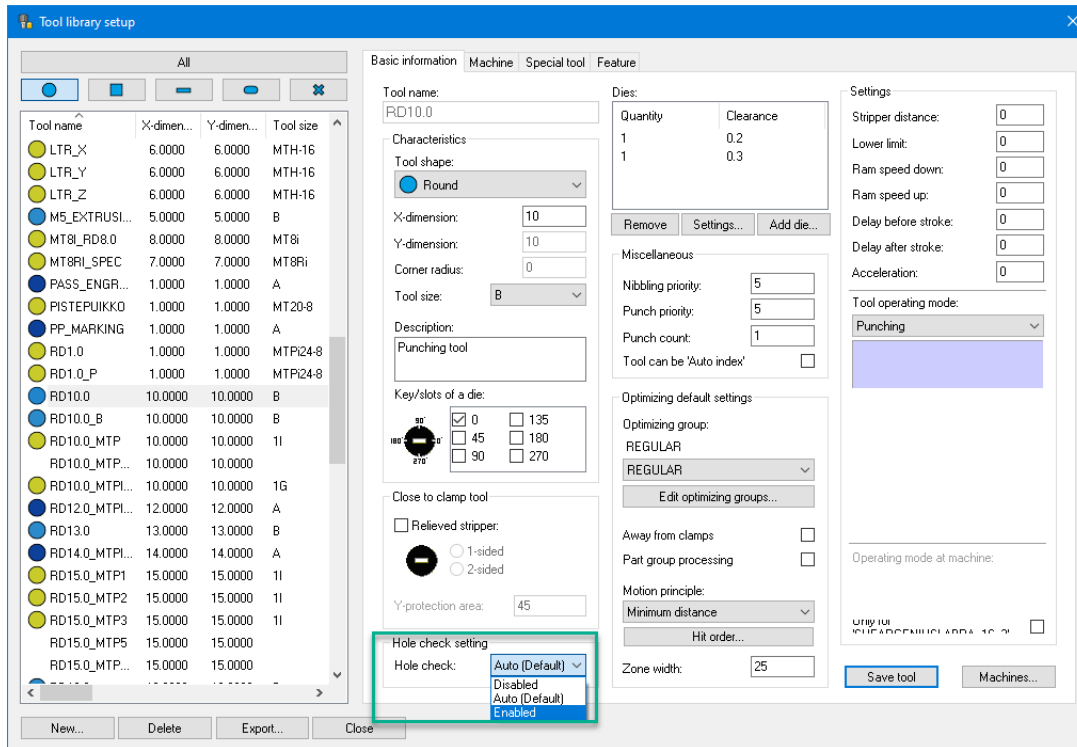 Tool library setup
All
Tool name X-dimen... Y-dimen... Tool size
LTR_X 6.0000 6.0000 MTH-16
LTR_Y 6.0000 6.0000 MTH-16
LTR_Z 6.0000 6.0000 MTH-16
M5_EXTRUSI... 5.0000 5.0000 B
MT8I_RD8.0 8.0000 8.0000 MT8i
MT8RI_SPEC 7.0000 7.0000 MT8Ri
PASS_ENGR... 1.0000 1.0000 A
PISTEPUIKKO 1.0000 1.0000 MT20-8
PP_MARKING 1.0000 1.0000 A
RD1.0 1.0000 1.0000 MTPi24-8
RD1.0_P 1.0000 1.0000 MTPi24-8
RD10.0 10.0000 10.0000 B
RD10.0_B 10.0000 10.0000 B
RD10.0_MTP 10.0000 10.0000 1I
RD10.0_MTP... 10.0000 10.0000
RD10.0_MTPI... 10.0000 10.0000 1G
RD12.0_MTPI... 12.0000 12.0000 A
RD13.0 13.0000 13.0000 B
RD14.0_MTPI... 14.0000 14.0000 A
RD15.0_MTP1 15.0000 15.0000 1I
RD15.0_MTP2 15.0000 15.0000 1I
RD15.0_MTP3 15.0000 15.0000 1I
RD15.0_MTP5 15.0000 15.0000
RD15.0_MTP... 15.0000 15.0000
New... Delete Export... Close
Basic information Machine Special tool Feature
Tool name:
RD10.0
Characteristics
Tool shape:
Round
X-dimension: 10
Y-dimension: 10
Corner radius: 0
Tool size: B
Description:
Punching tool
Key/slots of a die:
90°
180° 0°
270°
0 135
45 180
90 270
Close to clamp tool
Relieved stripper:
1-sided
2-sided
Y-protection area: 45
Hole check setting
Hole check: Auto (Default)
Disabled
Auto (Default)
Enabled
Dies:
Quantity Clearance
1 0.2
1 0.3
Remove Settings... Add die...
Miscellaneous
Nibbling priority: 5
Punch priority: 5
Punch count: 1
Tool can be 'Auto index'
Optimizing default settings
Optimizing group:
REGULAR
REGULAR
Edit optimizing groups...
Away from clamps
Part group processing
Motion principle:
Minimum distance
Hit order...
Zone width: 25
Settings
Stripper distance: 0
Lower limit: 0
Ram speed down: 0
Ram speed up: 0
Delay before stroke: 0
Delay after stroke: 0
Acceleration: 0
Tool operating mode:
Punching
Operating mode at machine:
Only for
Save tool Machines...